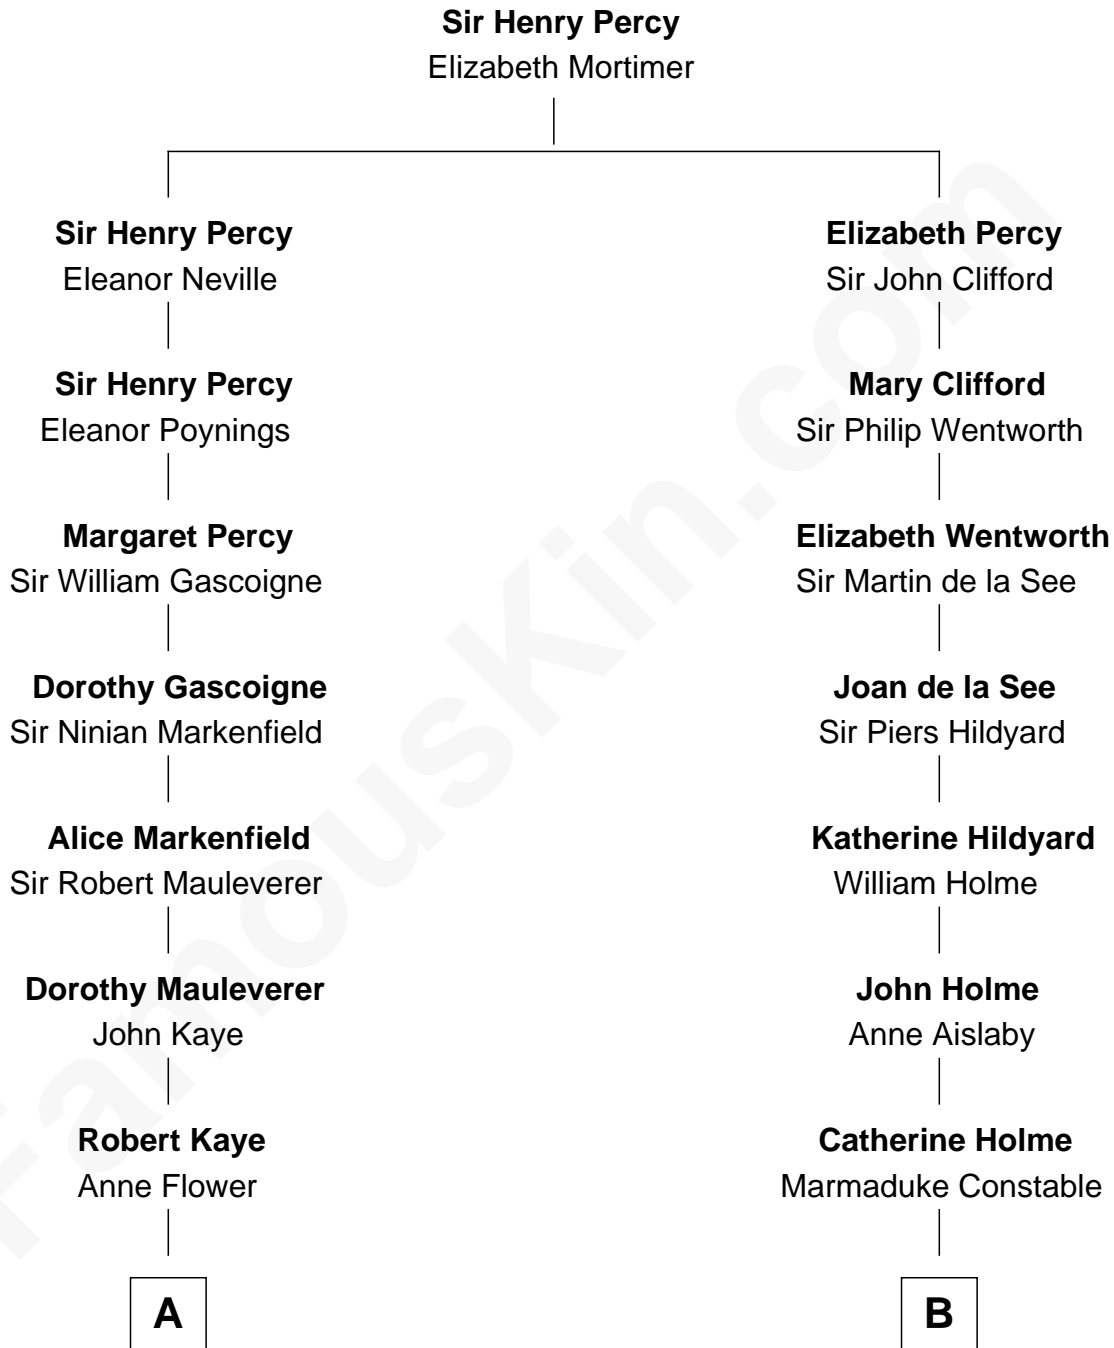 Sir Henry Percy
Elizabeth Mortimer
Sir Henry Percy
Eleanor Neville
Sir Henry Percy
Eleanor Poynings
Margaret Percy
Sir William Gascoigne
Dorothy Gascoigne
Sir Ninian Markenfield
Alice Markenfield
Sir Robert Mauleverer
Dorothy Mauleverer
John Kaye
Robert Kaye
Anne Flower
A
Elizabeth Percy
Sir John Clifford
Mary Clifford
Sir Philip Wentworth
Elizabeth Wentworth
Sir Martin de la See
Joan de la See
Sir Piers Hildyard
Katherine Hildyard
William Holme
John Holme
Anne Aislaby
Catherine Holme
Marmaduke Constable
B
FamousKin.com